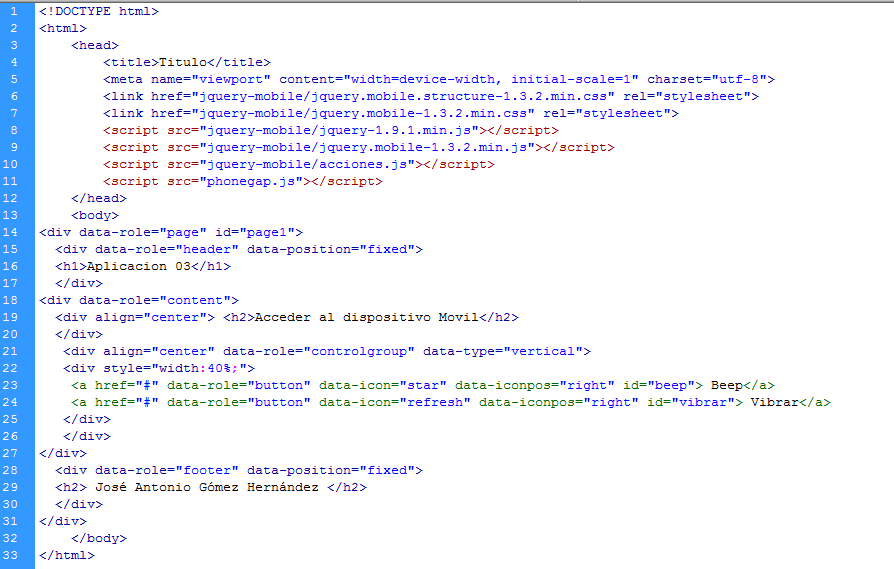 1 <!DOCTYPE html>
2 <html>
3     <head>
4         <title>Titulo</title>
5         <meta name="viewport" content="width=device-width, initial-scale=1" charset="utf-8">
6         <link href="jquery-mobile/jquery.mobile.structure-1.3.2.min.css" rel="stylesheet">
7         <link href="jquery-mobile/jquery.mobile-1.3.2.min.css" rel="stylesheet">
8         <script src="jquery-mobile/jquery-1.9.1.min.js"></script>
9         <script src="jquery-mobile/jquery.mobile-1.3.2.min.js"></script>
10         <script src="jquery-mobile/acciones.js"></script>
11         <script src="phonegap.js"></script>
12     </head>
13     <body>
14 <div data-role="page" id="page1">
15   <div data-role="header" data-position="fixed">
16   <h1>Aplicacion 03</h1>
17   </div>
18 <div data-role="content">
19   <div align="center"> <h2>Acceder al dispositivo Movil</h2>
20   </div>
21    <div align="center" data-role="controlgroup" data-type="vertical">
22    <div style="width:40%;">
23     <a href="#" data-role="button" data-icon="star" data-iconpos="right" id="beep"> Beep</a>
24     <a href="#" data-role="button" data-icon="refresh" data-iconpos="right" id="vibrar"> Vibrar</a>
25    </div>
26    </div>
27 </div>
28   <div data-role="footer" data-position="fixed">
29   <h2> José Antonio Gómez Hernández </h2>
30   </div>
31 </div>
32     </body>
33 </html>